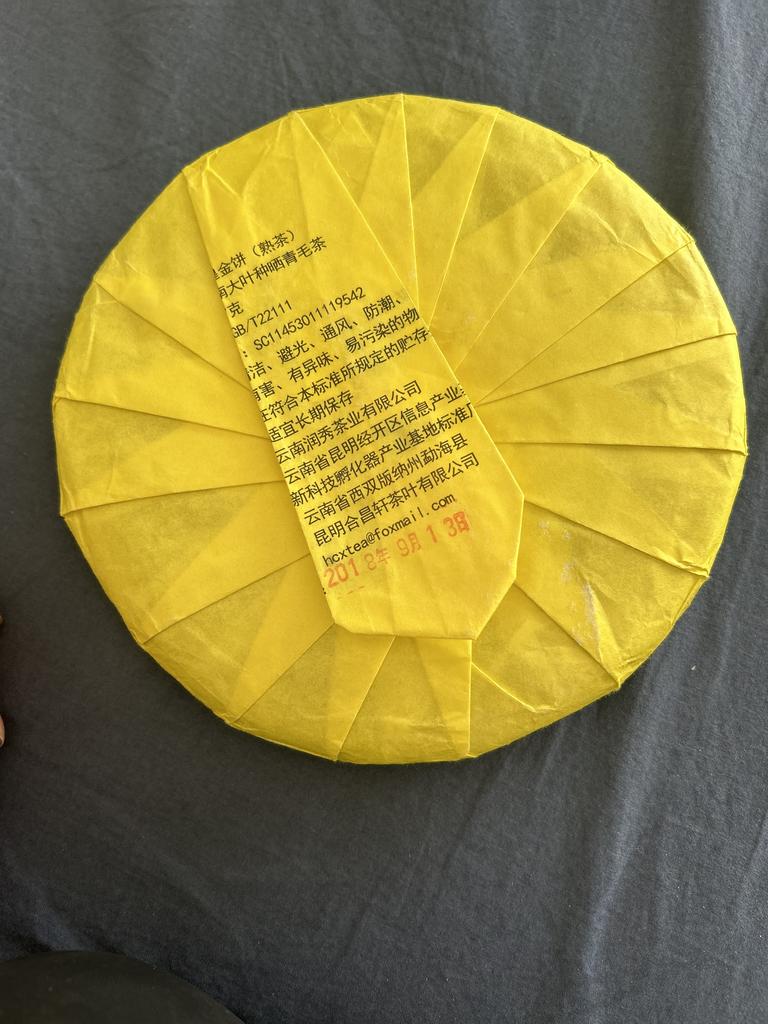 金饼（熟茶）
大叶种晒青毛茶
克
GB/T22111
: SC11453011119542
洁、避光、通风、防潮、
害、有异味、易污染的物
符合本标准所规定的贮存
适宜长期保存
云南润秀茶业有限公司
云南省昆明经开区信息产业
新科技孵化器产业基地标准厂
云南省西双版纳州勐海县
昆明合昌轩茶叶有限公司
hcxtea@foxmail.com
2018年9月13日